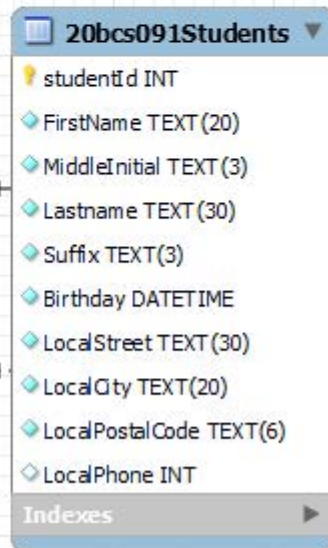 20bcs091Students
studentId INT
FirstName TEXT(20)
MiddleInitial TEXT(3)
Lastname TEXT(30)
Suffix TEXT(3)
Birthday DATETIME
LocalStreet TEXT(30)
LocalCity TEXT(20)
LocalPostalCode TEXT(6)
LocalPhone INT
Indexes